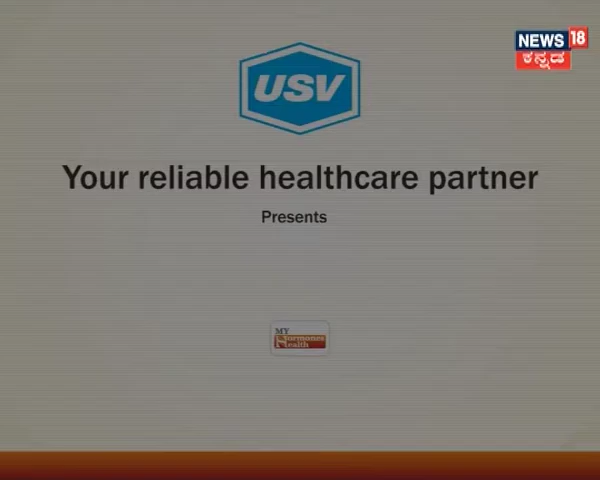 NEWS 18
ಕನ್ನಡ
USV
Your reliable healthcare partner
Presents
MY
Hormones
Health